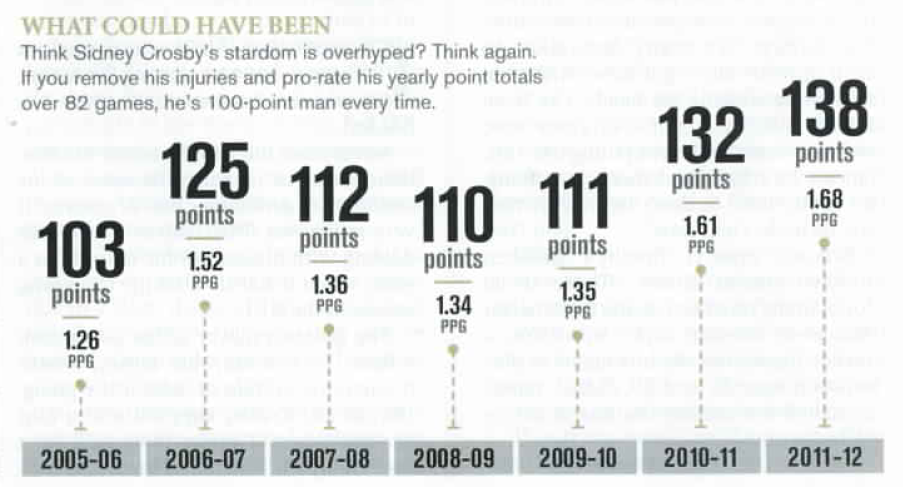 WHAT COULD HAVE BEEN
Think Sidney Crosby's stardom is overhyped? Think again.
If you remove his injuries and pro-rate his yearly point totals
over 82 games, he's 100-point man every time.
103
points
1.26
PPG
125
points
1.52
PPG
112
points
1.36
PPG
110
points
1.34
PPG
111
points
1.35
PPG
132
points
1.61
PPG
138
points
1.68
PPG
2005-06
2006-07
2007-08
2008-09
2009-10
2010-11
2011-12